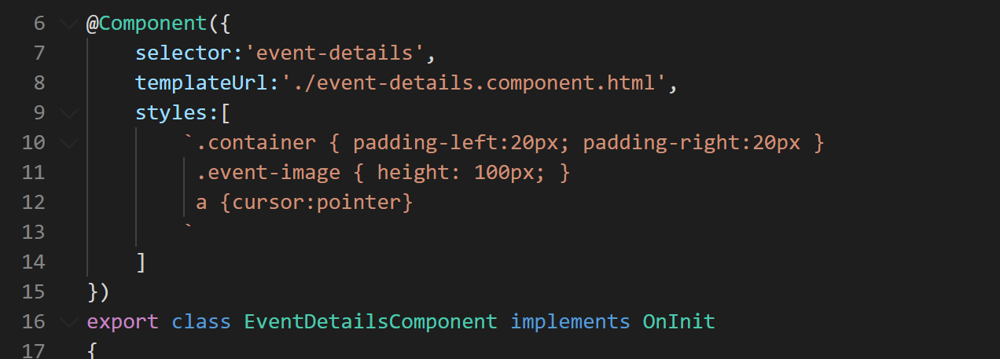 6 @Component({
7     selector:'event-details',
8     templateUrl:'./event-details.component.html',
9     styles:[
10         `.container { padding-left:20px; padding-right:20px }
11          .event-image { height: 100px; }
12          a {cursor:pointer}
13         `
14     ]
15 })
16 export class EventDetailsComponent implements OnInit
17 {